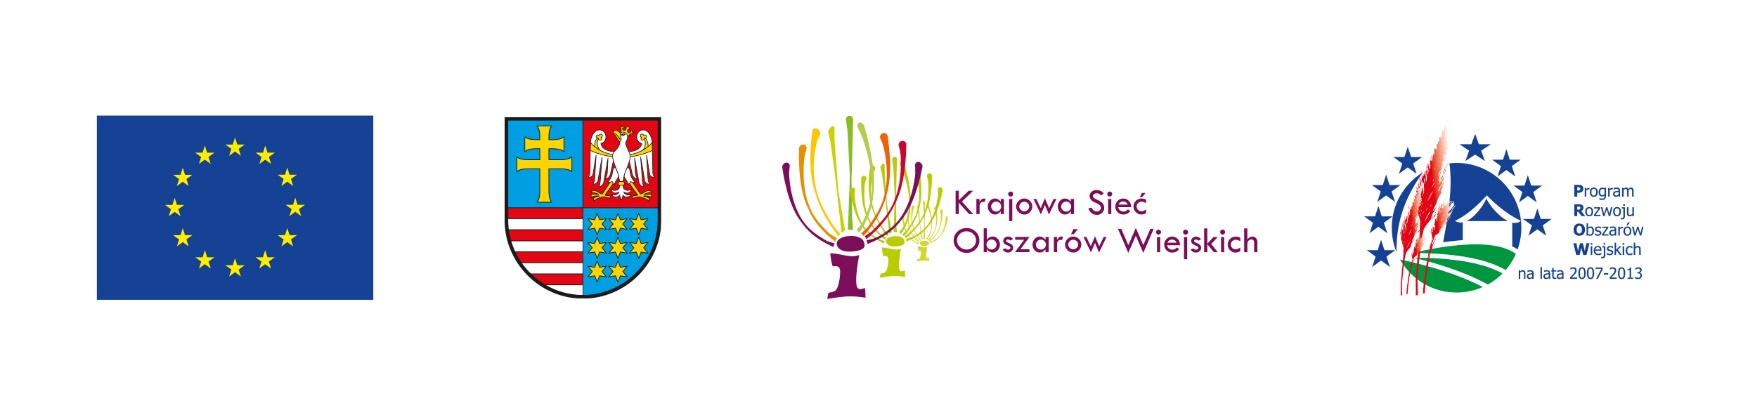 Krajowa Sieć
Obszarów Wiejskich
Program
Rozwoju
Obszarów
Wiejskich
na lata 2007-2013